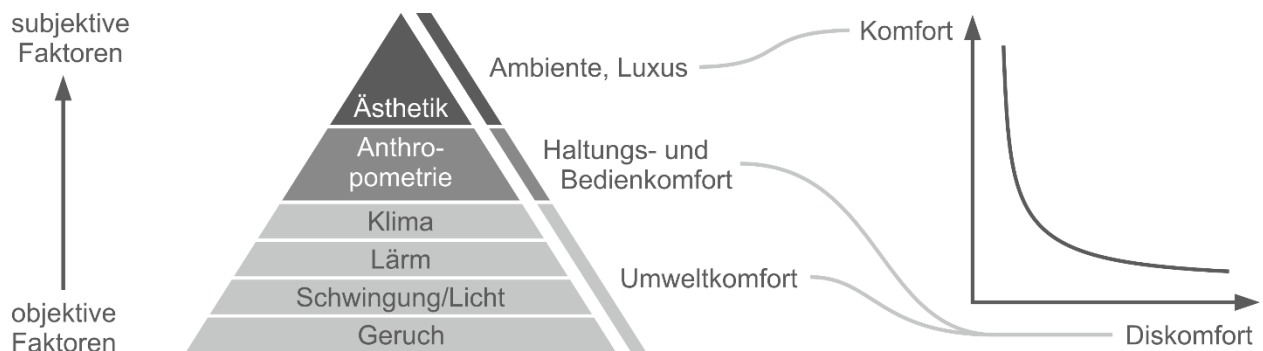 subjektive
Faktoren
objektive
Faktoren
Ästhetik
Anthro-
pometrie
Klima
Lärm
Schwingung/Licht
Geruch
Ambiente, Luxus
Haltungs- und
Bedienkomfort
Umweltkomfort
Komfort
Diskomfort